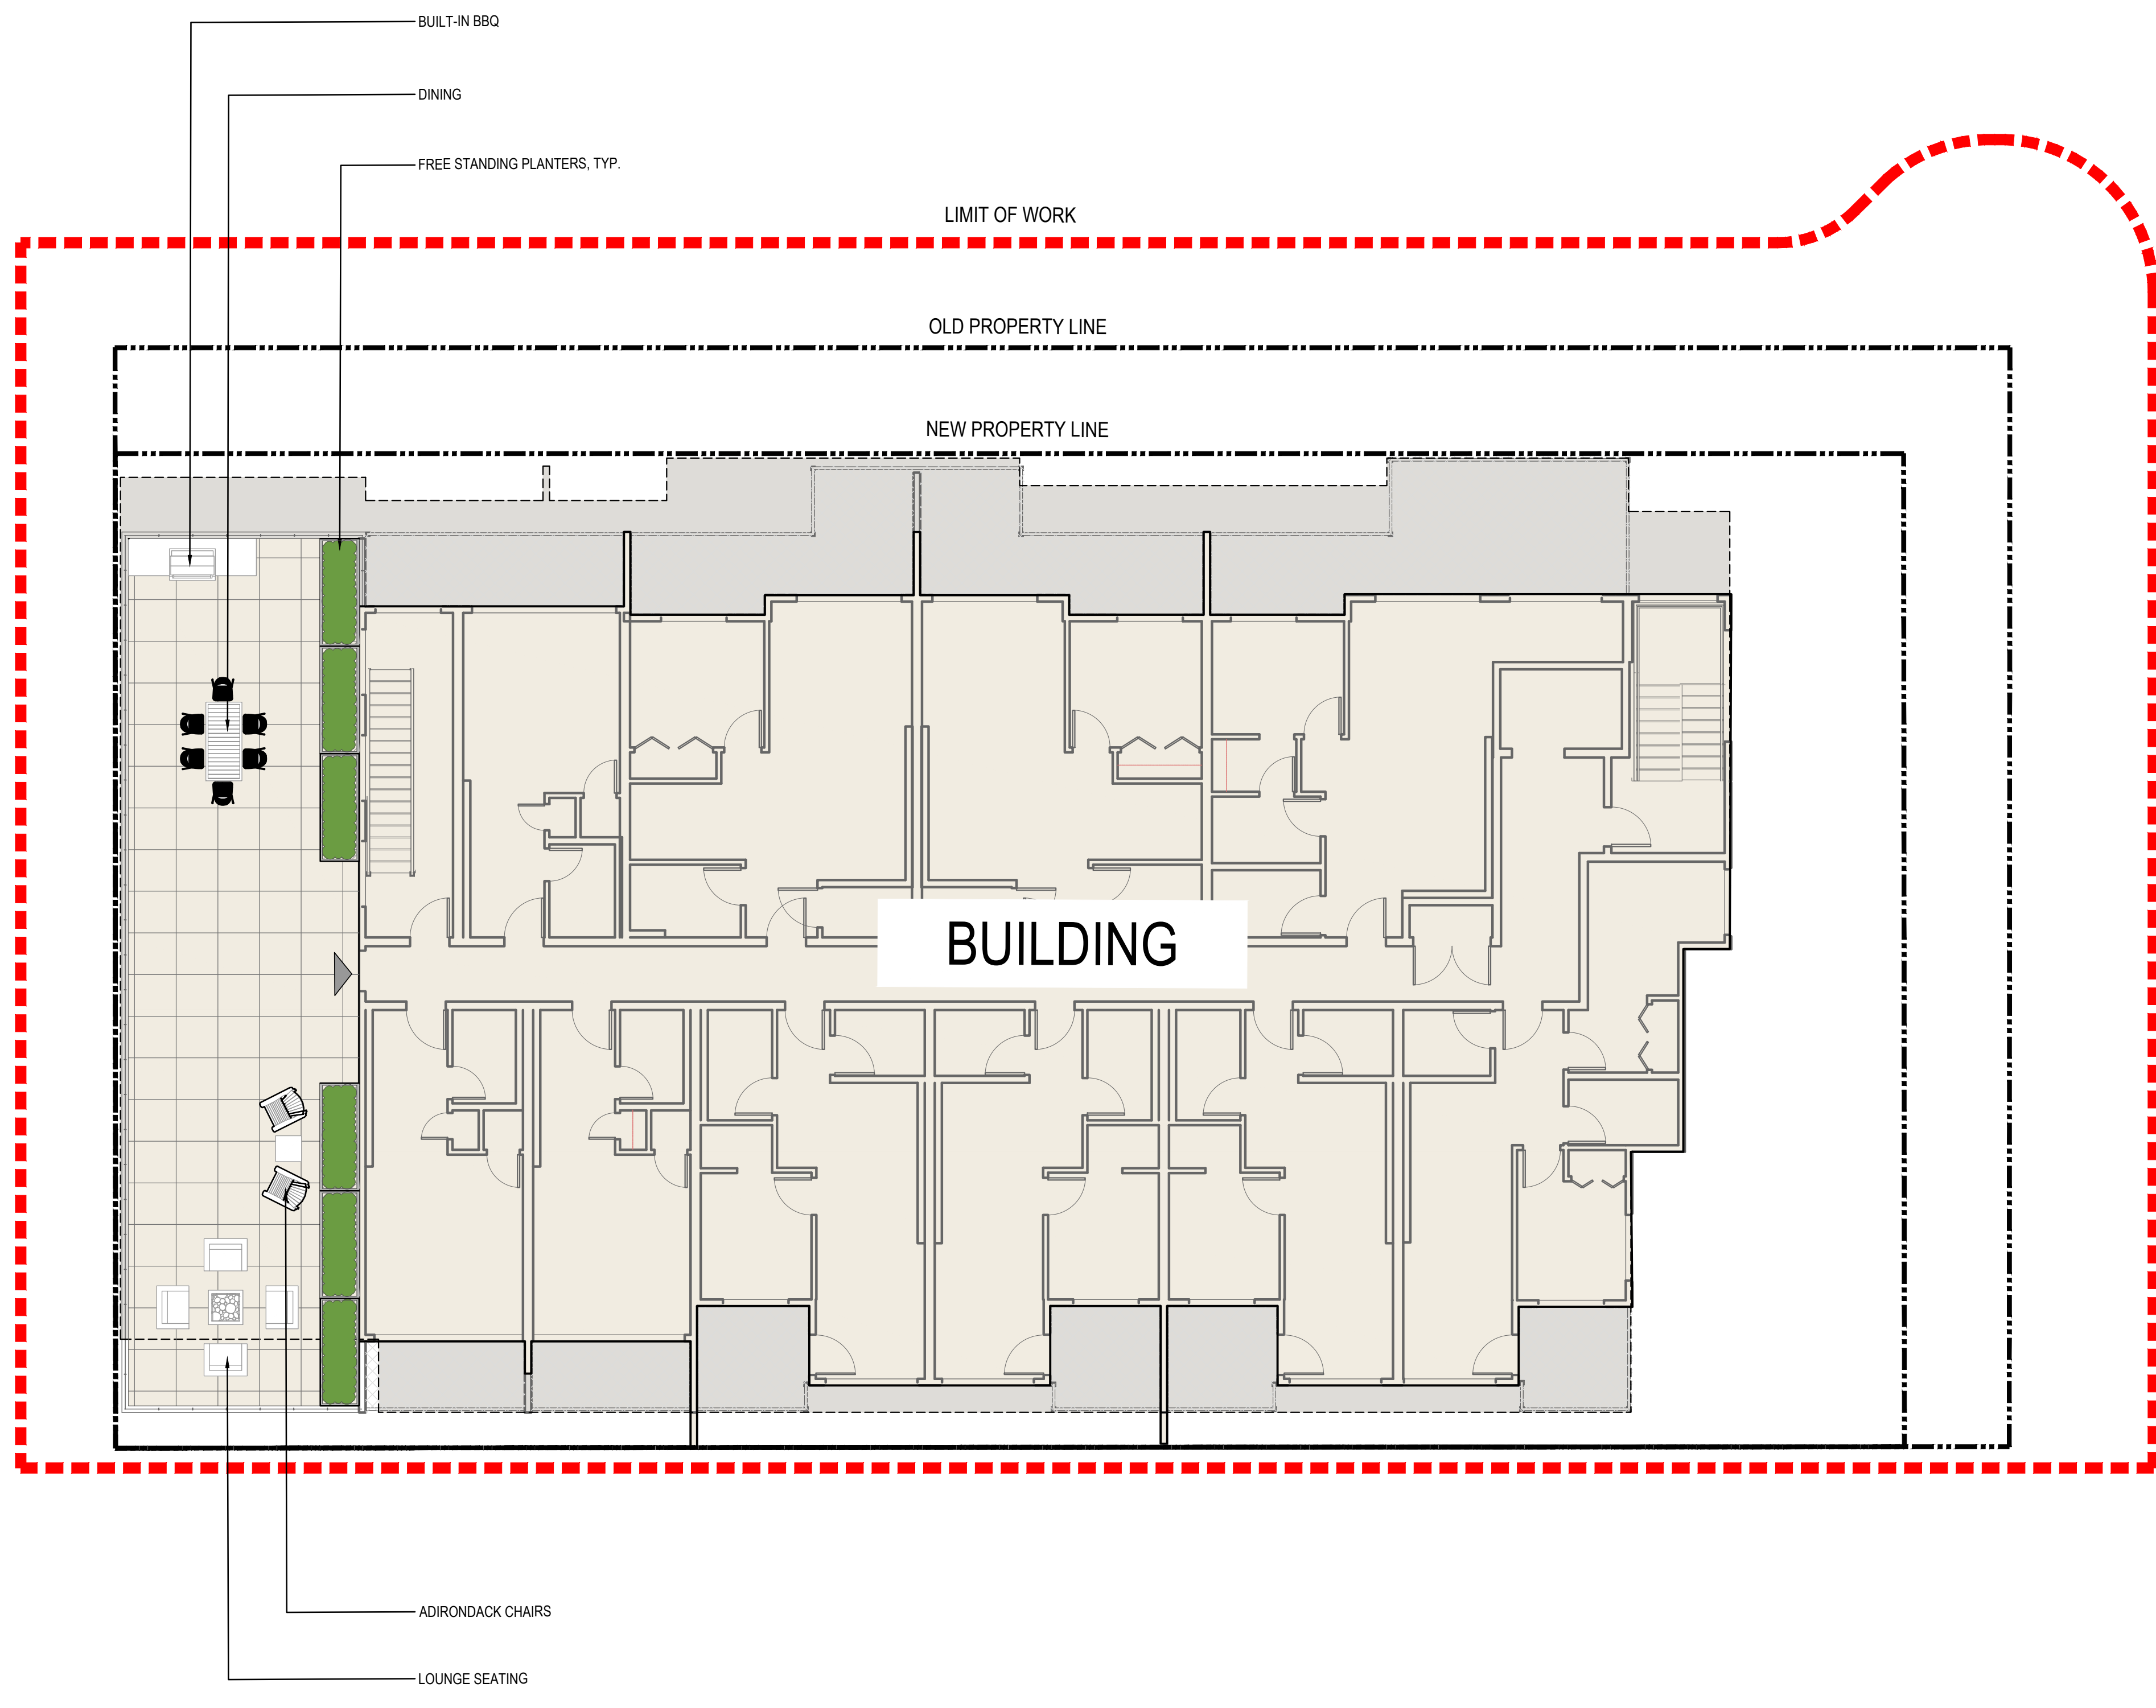 BUILT-IN BBQ
DINING
FREE STANDING PLANTERS, TYP.
LIMIT OF WORK
OLD PROPERTY LINE
NEW PROPERTY LINE
BUILDING
ADIRONDACK CHAIRS
LOUNGE SEATING